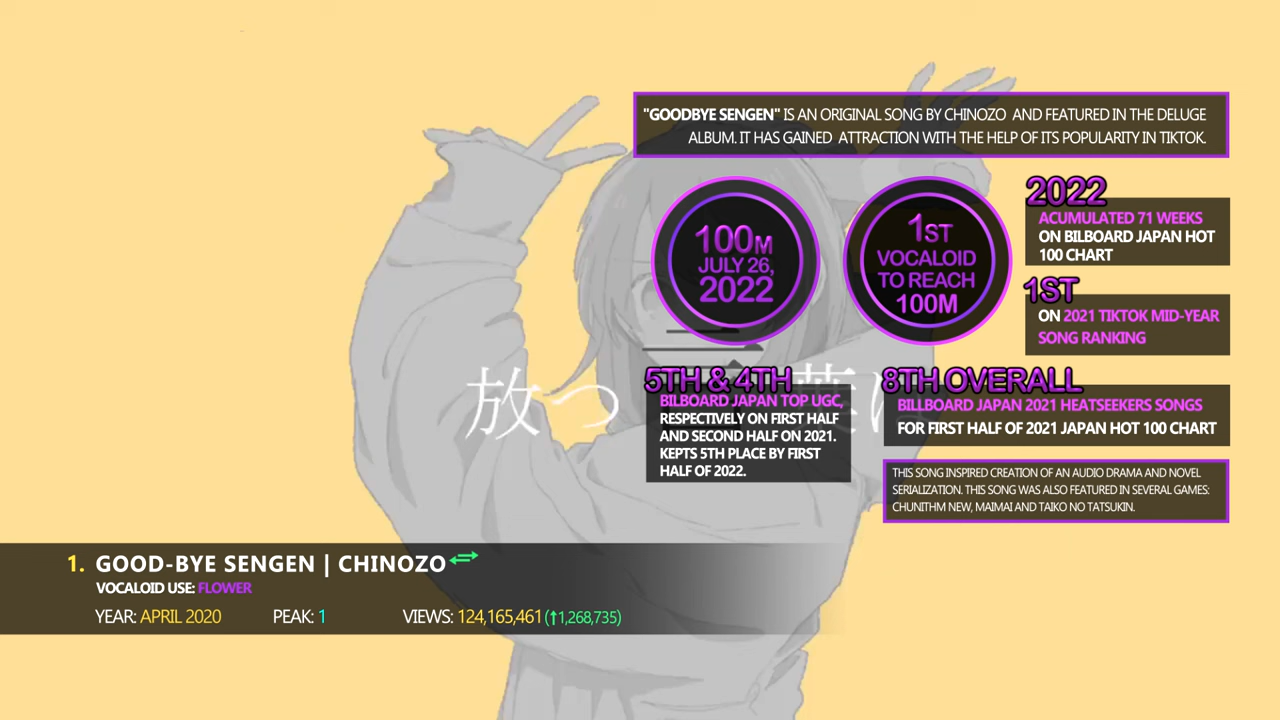 "GOODBYE SENGEN" IS AN ORIGINAL SONG BY CHINOZO AND FEATURED IN THE DELUGE
ALBUM. IT HAS GAINED ATTRACTION WITH THE HELP OF ITS POPULARITY IN TIKTOK.
100M
JULY 26,
2022
1ST
VOCALOID
TO REACH
100M
2022
ACUMULATED 71 WEEKS
ON BILBOARD JAPAN HOT
100 CHART
1ST
ON 2021 TIKTOK MID-YEAR
SONG RANKING
5TH & 4TH
BILBOARD JAPAN TOP UGC,
RESPECTIVELY ON FIRST HALF
AND SECOND HALF ON 2021.
KEPTS 5TH PLACE BY FIRST
HALF OF 2022.
8TH OVERALL
BILLBOARD JAPAN 2021 HEATSEEKERS SONGS
FOR FIRST HALF OF 2021 JAPAN HOT 100 CHART
THIS SONG INSPIRED CREATION OF AN AUDIO DRAMA AND NOVEL
SERIALIZATION. THIS SONG WAS ALSO FEATURED IN SEVERAL GAMES:
CHUNITHM NEW, MAIMAI AND TAIKO NO TATSUKIN.
放つ
1. GOOD-BYE SENGEN | CHINOZO
VOCALOID USE: FLOWER
YEAR: APRIL 2020 PEAK: 1 VIEWS: 124,165,461 (↑1,268,735)